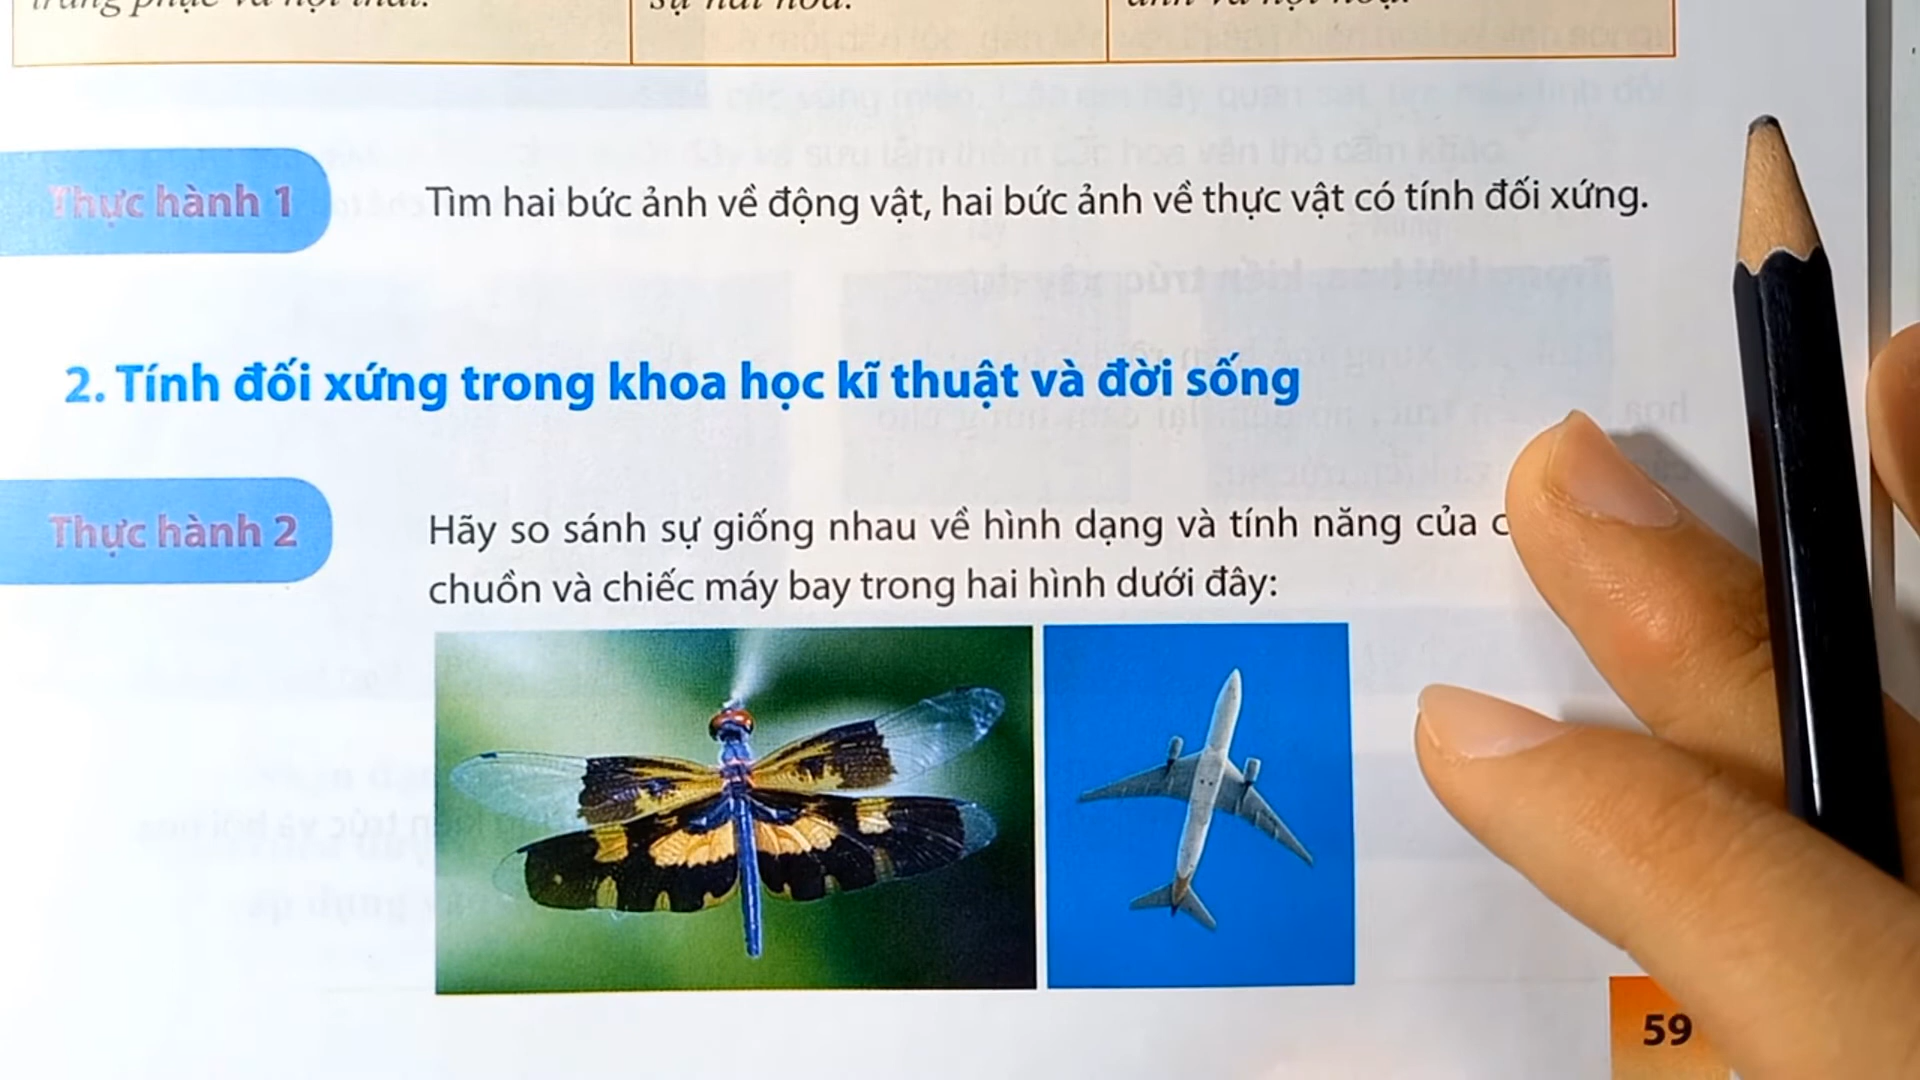 Thực hành 1
Tìm hai bức ảnh về động vật, hai bức ảnh về thực vật có tính đối xứng.
2. Tính đối xứng trong khoa học kĩ thuật và đời sống
Thực hành 2
Hãy so sánh sự giống nhau về hình dạng và tính năng của
chuồn và chiếc máy bay trong hai hình dưới đây:
59